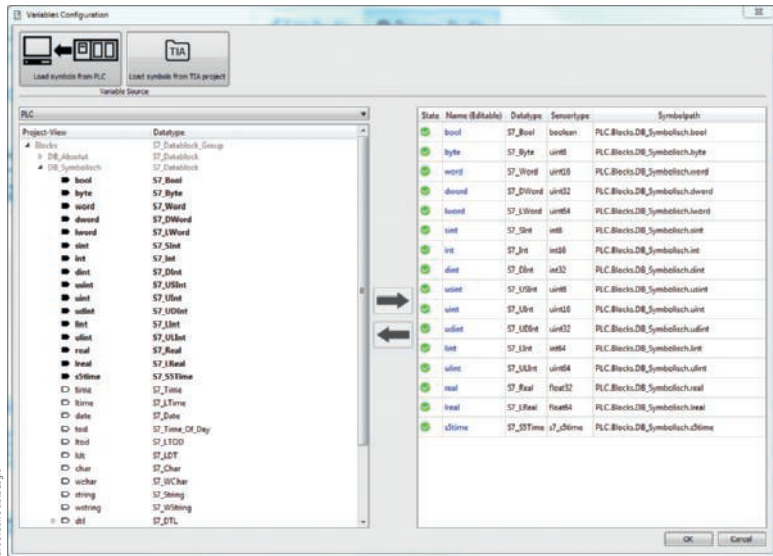 Variables Configuration
TIA
Load symbols from PLC
Load symbols from TIA project
Variable Source
PLC
Project-View Datatype
Blocks S7_Datablock_Group
DB_Absolut S7_Datablock
DB_Symbolisch S7_Datablock
bool S7_Bool
byte S7_Byte
word S7_Word
dword S7_DWord
lword S7_LWord
sint S7_SInt
int S7_Int
dint S7_DInt
usint S7_USInt
uint S7_UInt
udint S7_UDInt
lint S7_LInt
ulint S7_ULInt
real S7_Real
lreal S7_LReal
s5time S7_S5Time
time S7_Time
ltime S7_LTime
date S7_Date
tod S7_Time_Of_Day
ltod S7_LTOD
ldt S7_LDT
char S7_Char
wchar S7_WChar
string S7_String
wstring S7_WString
dtl S7_DTL
State Name (Editable) Datatype Servertype Symbolpath
bool S7_Bool boolean PLC.Blocks.DB_Symbolisch.bool
byte S7_Byte uint8 PLC.Blocks.DB_Symbolisch.byte
word S7_Word uint16 PLC.Blocks.DB_Symbolisch.word
dword S7_DWord uint32 PLC.Blocks.DB_Symbolisch.dword
lword S7_LWord uint64 PLC.Blocks.DB_Symbolisch.lword
sint S7_SInt int8 PLC.Blocks.DB_Symbolisch.sint
int S7_Int int16 PLC.Blocks.DB_Symbolisch.int
dint S7_DInt int32 PLC.Blocks.DB_Symbolisch.dint
usint S7_USInt uint8 PLC.Blocks.DB_Symbolisch.usint
uint S7_UInt uint16 PLC.Blocks.DB_Symbolisch.uint
udint S7_UDInt uint32 PLC.Blocks.DB_Symbolisch.udint
lint S7_LInt int64 PLC.Blocks.DB_Symbolisch.lint
ulint S7_ULInt uint64 PLC.Blocks.DB_Symbolisch.ulint
real S7_Real float32 PLC.Blocks.DB_Symbolisch.real
lreal S7_LReal float64 PLC.Blocks.DB_Symbolisch.lreal
s5time S7_S5Time s7_s5time PLC.Blocks.DB_Symbolisch.s5time
OK Cancel